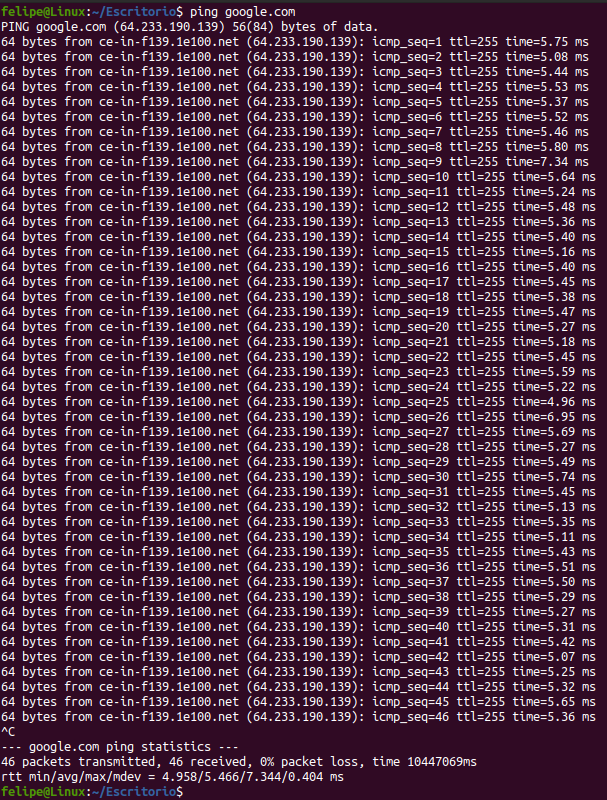 felipe@Linux:~/Escritorio$ ping google.com
PING google.com (64.233.190.139) 56(84) bytes of data.
64 bytes from ce-in-f139.1e100.net (64.233.190.139): icmp_seq=1 ttl=255 time=5.75 ms
64 bytes from ce-in-f139.1e100.net (64.233.190.139): icmp_seq=2 ttl=255 time=5.08 ms
64 bytes from ce-in-f139.1e100.net (64.233.190.139): icmp_seq=3 ttl=255 time=5.44 ms
64 bytes from ce-in-f139.1e100.net (64.233.190.139): icmp_seq=4 ttl=255 time=5.53 ms
64 bytes from ce-in-f139.1e100.net (64.233.190.139): icmp_seq=5 ttl=255 time=5.37 ms
64 bytes from ce-in-f139.1e100.net (64.233.190.139): icmp_seq=6 ttl=255 time=5.52 ms
64 bytes from ce-in-f139.1e100.net (64.233.190.139): icmp_seq=7 ttl=255 time=5.46 ms
64 bytes from ce-in-f139.1e100.net (64.233.190.139): icmp_seq=8 ttl=255 time=5.80 ms
64 bytes from ce-in-f139.1e100.net (64.233.190.139): icmp_seq=9 ttl=255 time=7.34 ms
64 bytes from ce-in-f139.1e100.net (64.233.190.139): icmp_seq=10 ttl=255 time=5.64 ms
64 bytes from ce-in-f139.1e100.net (64.233.190.139): icmp_seq=11 ttl=255 time=5.24 ms
64 bytes from ce-in-f139.1e100.net (64.233.190.139): icmp_seq=12 ttl=255 time=5.48 ms
64 bytes from ce-in-f139.1e100.net (64.233.190.139): icmp_seq=13 ttl=255 time=5.36 ms
64 bytes from ce-in-f139.1e100.net (64.233.190.139): icmp_seq=14 ttl=255 time=5.40 ms
64 bytes from ce-in-f139.1e100.net (64.233.190.139): icmp_seq=15 ttl=255 time=5.16 ms
64 bytes from ce-in-f139.1e100.net (64.233.190.139): icmp_seq=16 ttl=255 time=5.40 ms
64 bytes from ce-in-f139.1e100.net (64.233.190.139): icmp_seq=17 ttl=255 time=5.45 ms
64 bytes from ce-in-f139.1e100.net (64.233.190.139): icmp_seq=18 ttl=255 time=5.38 ms
64 bytes from ce-in-f139.1e100.net (64.233.190.139): icmp_seq=19 ttl=255 time=5.47 ms
64 bytes from ce-in-f139.1e100.net (64.233.190.139): icmp_seq=20 ttl=255 time=5.27 ms
64 bytes from ce-in-f139.1e100.net (64.233.190.139): icmp_seq=21 ttl=255 time=5.18 ms
64 bytes from ce-in-f139.1e100.net (64.233.190.139): icmp_seq=22 ttl=255 time=5.45 ms
64 bytes from ce-in-f139.1e100.net (64.233.190.139): icmp_seq=23 ttl=255 time=5.59 ms
64 bytes from ce-in-f139.1e100.net (64.233.190.139): icmp_seq=24 ttl=255 time=5.22 ms
64 bytes from ce-in-f139.1e100.net (64.233.190.139): icmp_seq=25 ttl=255 time=4.96 ms
64 bytes from ce-in-f139.1e100.net (64.233.190.139): icmp_seq=26 ttl=255 time=6.95 ms
64 bytes from ce-in-f139.1e100.net (64.233.190.139): icmp_seq=27 ttl=255 time=5.69 ms
64 bytes from ce-in-f139.1e100.net (64.233.190.139): icmp_seq=28 ttl=255 time=5.27 ms
64 bytes from ce-in-f139.1e100.net (64.233.190.139): icmp_seq=29 ttl=255 time=5.49 ms
64 bytes from ce-in-f139.1e100.net (64.233.190.139): icmp_seq=30 ttl=255 time=5.74 ms
64 bytes from ce-in-f139.1e100.net (64.233.190.139): icmp_seq=31 ttl=255 time=5.45 ms
64 bytes from ce-in-f139.1e100.net (64.233.190.139): icmp_seq=32 ttl=255 time=5.13 ms
64 bytes from ce-in-f139.1e100.net (64.233.190.139): icmp_seq=33 ttl=255 time=5.35 ms
64 bytes from ce-in-f139.1e100.net (64.233.190.139): icmp_seq=34 ttl=255 time=5.11 ms
64 bytes from ce-in-f139.1e100.net (64.233.190.139): icmp_seq=35 ttl=255 time=5.43 ms
64 bytes from ce-in-f139.1e100.net (64.233.190.139): icmp_seq=36 ttl=255 time=5.51 ms
64 bytes from ce-in-f139.1e100.net (64.233.190.139): icmp_seq=37 ttl=255 time=5.50 ms
64 bytes from ce-in-f139.1e100.net (64.233.190.139): icmp_seq=38 ttl=255 time=5.29 ms
64 bytes from ce-in-f139.1e100.net (64.233.190.139): icmp_seq=39 ttl=255 time=5.27 ms
64 bytes from ce-in-f139.1e100.net (64.233.190.139): icmp_seq=40 ttl=255 time=5.31 ms
64 bytes from ce-in-f139.1e100.net (64.233.190.139): icmp_seq=41 ttl=255 time=5.42 ms
64 bytes from ce-in-f139.1e100.net (64.233.190.139): icmp_seq=42 ttl=255 time=5.07 ms
64 bytes from ce-in-f139.1e100.net (64.233.190.139): icmp_seq=43 ttl=255 time=5.25 ms
64 bytes from ce-in-f139.1e100.net (64.233.190.139): icmp_seq=44 ttl=255 time=5.32 ms
64 bytes from ce-in-f139.1e100.net (64.233.190.139): icmp_seq=45 ttl=255 time=5.65 ms
64 bytes from ce-in-f139.1e100.net (64.233.190.139): icmp_seq=46 ttl=255 time=5.36 ms
^C
--- google.com ping statistics ---
46 packets transmitted, 46 received, 0% packet loss, time 10447069ms
rtt min/avg/max/mdev = 4.958/5.466/7.344/0.404 ms
felipe@Linux:~/Escritorio$